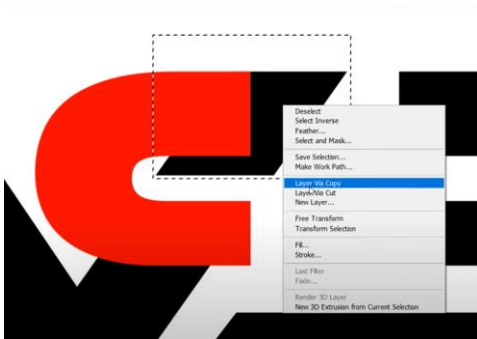 Deselect
Select Inverse
Feather...
Select and Mask...
Save Selection...
Make Work Path...
Layer Via Copy
Layer Via Cut
New Layer...
Free Transform
Transform Selection
Fill...
Stroke...
Last Filter
Fade...
Render 3D Layer
New 3D Extrusion from Current Selection